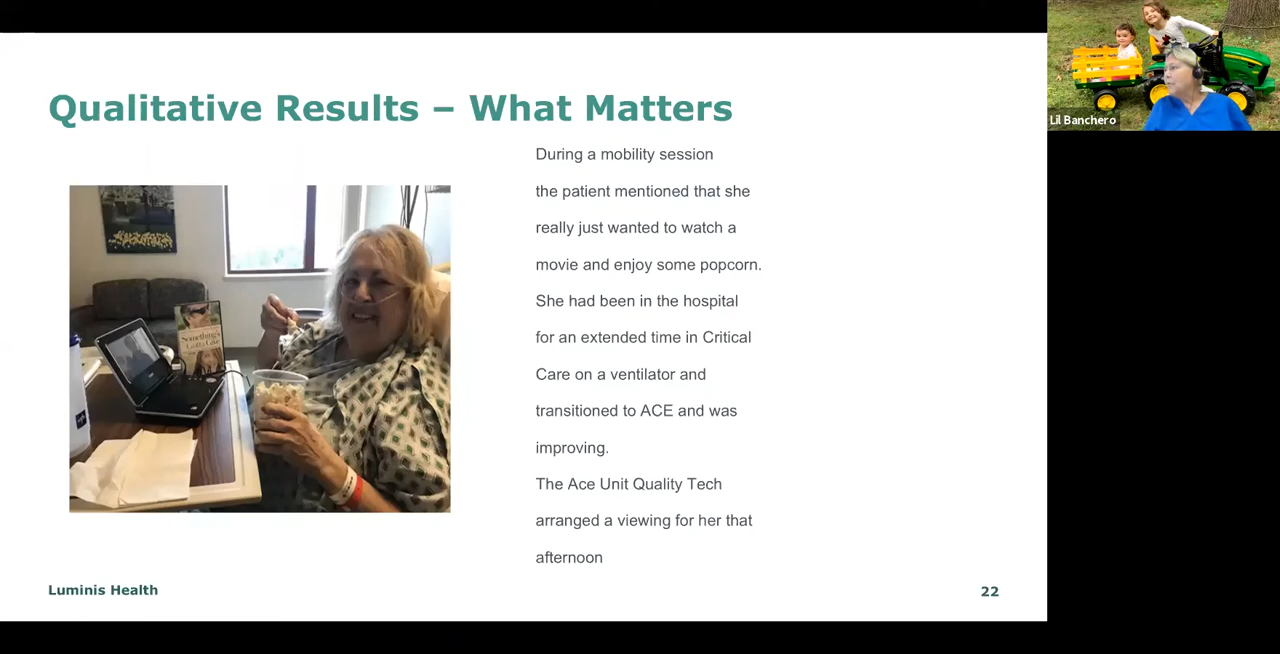 Qualitative Results – What Matters
During a mobility session
the patient mentioned that she
really just wanted to watch a
movie and enjoy some popcorn.
She had been in the hospital
for an extended time in Critical
Care on a ventilator and
transitioned to ACE and was
improving.
The Ace Unit Quality Tech
arranged a viewing for her that
afternoon
Something's
Gotta Give
Luminis Health
22
Lil Banchero